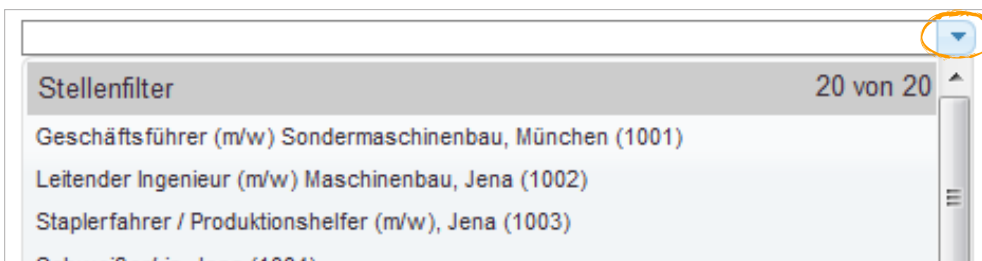 Stellenfilter 20 von 20
Geschäftsführer (m/w) Sondermaschinenbau, München (1001)
Leitender Ingenieur (m/w) Maschinenbau, Jena (1002)
Staplerfahrer / Produktionshelfer (m/w), Jena (1003)